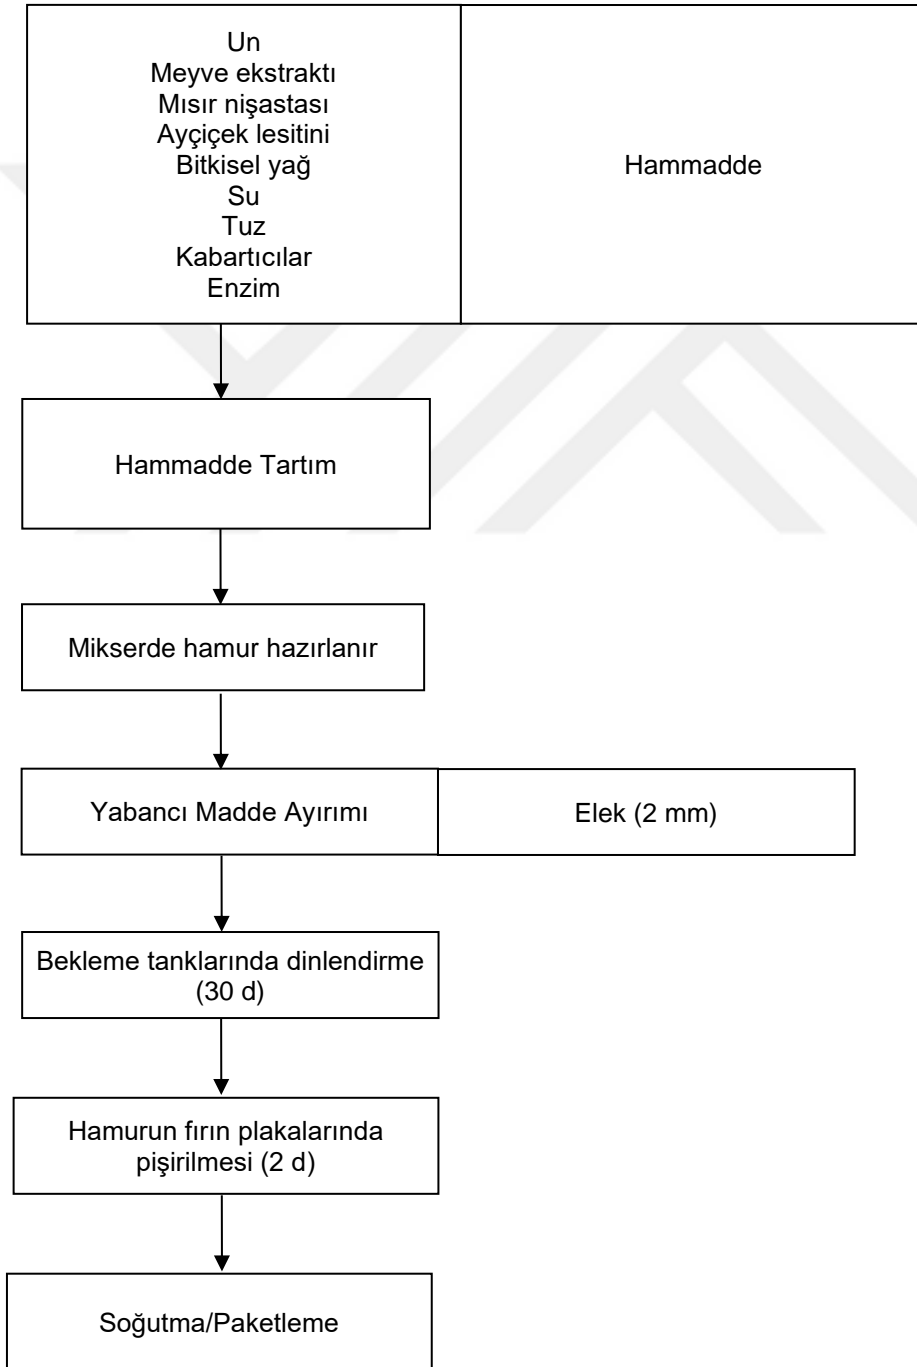 Un
Meyve ekstraktı
Mısır nişastası
Ayçiçek lesitini
Bitkisel yağ
Su
Tuz
Kabartıcılar
Enzim
Hammadde
Hammadde Tartım
Mikserde hamur hazırlanır
Yabancı Madde Ayırımı
Elek (2 mm)
Bekleme tanklarında dinlendirme
(30 d)
Hamurun fırın plakalarında
pişirilmesi (2 d)
Soğutma/Paketleme